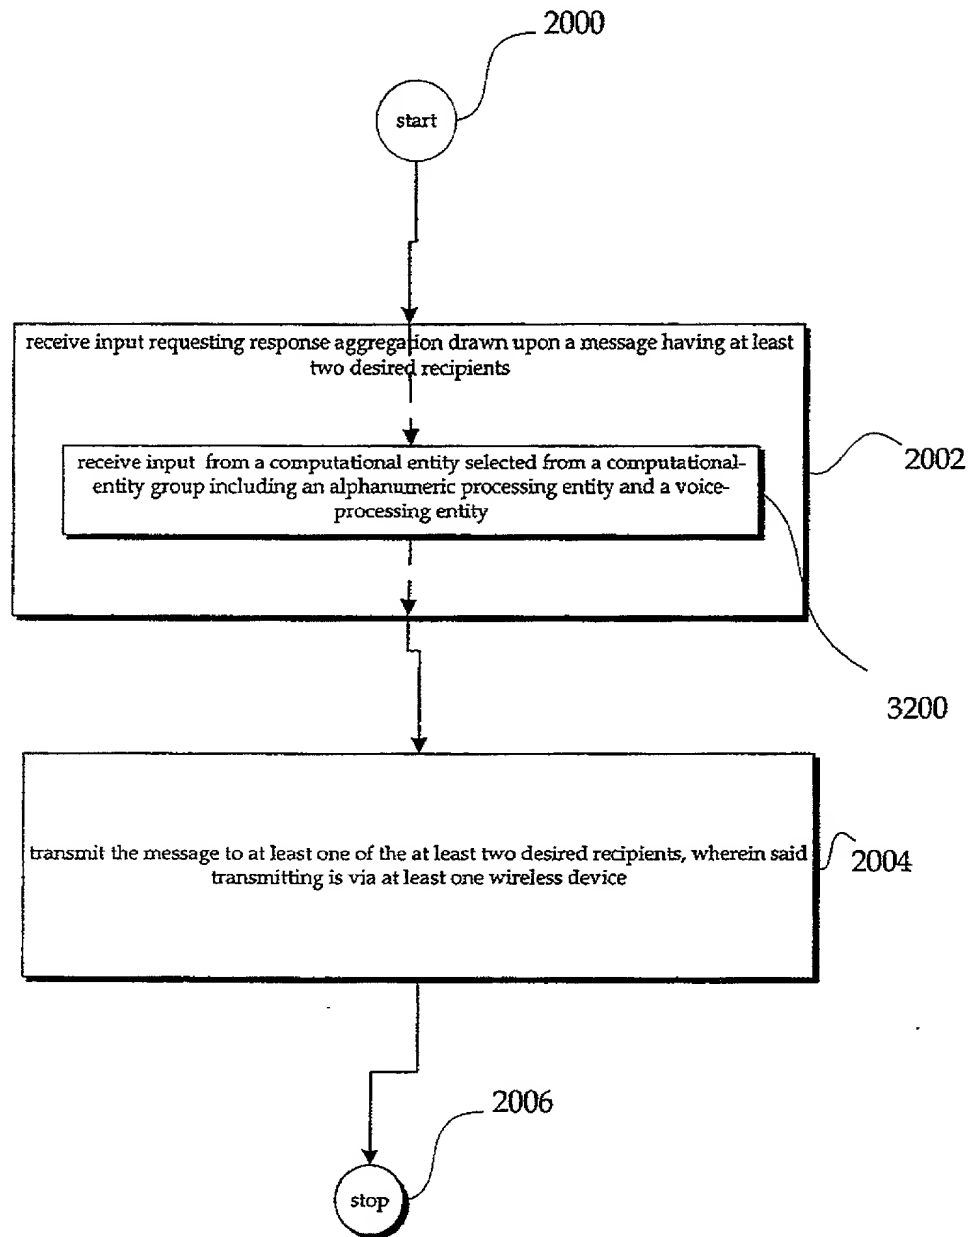 2000
start
receive input requesting response aggregation drawn upon a message having at least
two desired recipients
2002
receive input from a computational entity selected from a computational-
entity group including an alphanumeric processing entity and a voice-
processing entity
3200
transmit the message to at least one of the at least two desired recipients, wherein said
transmitting is via at least one wireless device
2004
2006
stop